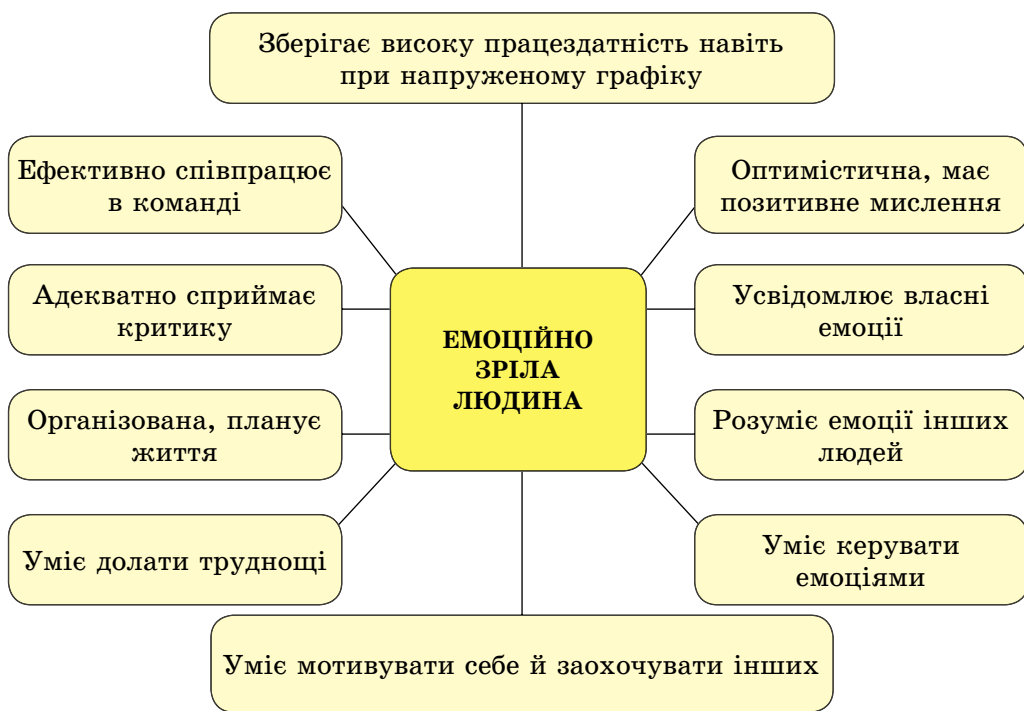 Зберігає високу працездатність навіть
при напруженому графіку
Ефективно співпрацює
в команді
Оптимістична, має
позитивне мислення
Адекватно сприймає
критику
Усвідомлює власні
емоції
ЕМОЦІЙНО
ЗРІЛА
ЛЮДИНА
Організована, планує
життя
Розуміє емоції інших
людей
Уміє долати труднощі
Уміє керувати
емоціями
Уміє мотивувати себе й заохочувати інших